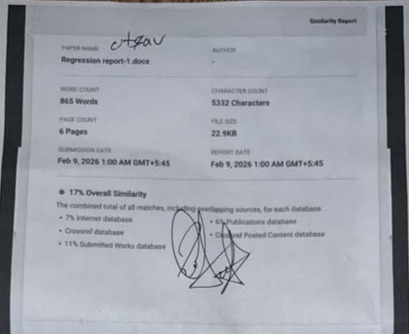 Similarity Report
PAPER NAME
AUTHOR
Regression report-1.docx
-
WORD COUNT
CHARACTER COUNT
865 Words
5332 Characters
PAGE COUNT
FILE SIZE
6 Pages
22.9KB
SUBMISSION DATE
REPORT DATE
Feb 9, 2026 1:00 AM GMT+5:45
Feb 9, 2026 1:00 AM GMT+5:45
● 17% Overall Similarity
The combined total of all matches, including overlapping sources, for each database.
• 7% Internet database
• 6% Publications database
• Crossref database
• Crossref Posted Content database
• 11% Submitted Works database